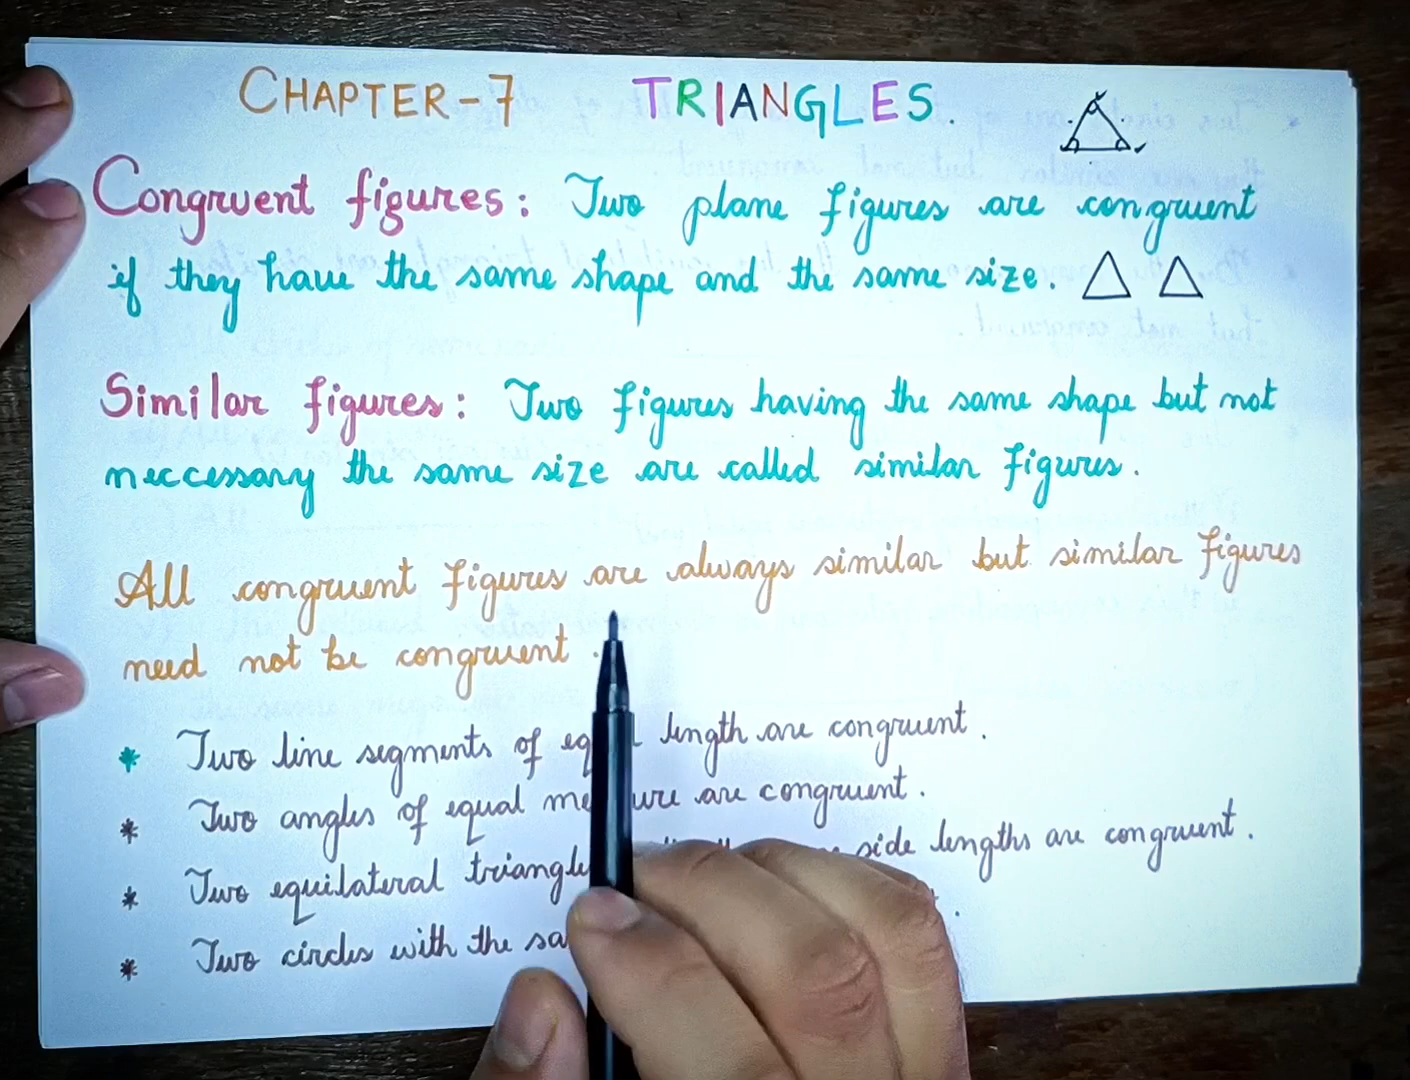 CHAPTER-7 TRIANGLES.
Congruent figures: Two plane figures are congruent
if they have the same shape and the same size.
Similar figures: Two figures having the same shape but not
neccessary the same size are called similar figures.
All congruent figures are always similar but similar figures
need not be congruent.
* Two line segments of length are congruent.
* Two angles of equal are congruent.
* Two equilateral side lengths are congruent.
* Two circles with the